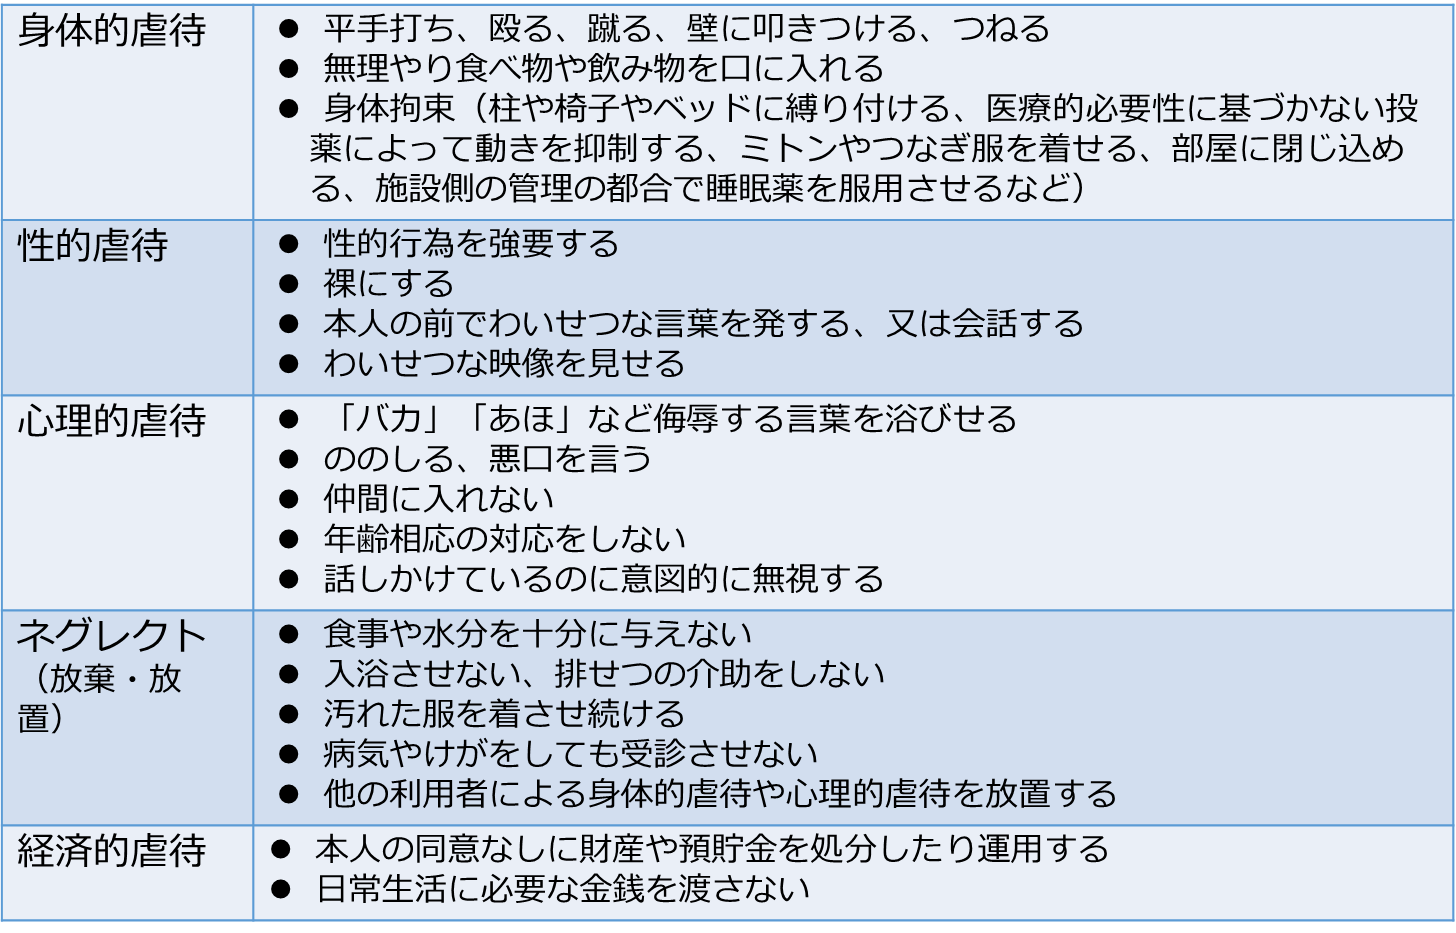 身体的虐待
● 平手打ち、殴る、蹴る、壁に叩きつける、つねる
● 無理やり食べ物や飲み物を口に入れる
● 身体拘束（柱や椅子やベッドに縛り付ける、医療的必要性に基づかない投
薬によって動きを抑制する、ミトンやつなぎ服を着せる、部屋に閉じ込め
る、施設側の管理の都合で睡眠薬を服用させるなど）
性的虐待
● 性的行為を強要する
● 裸にする
● 本人の前でわいせつな言葉を発する、又は会話する
● わいせつな映像を見せる
心理的虐待
● 「バカ」「あほ」など侮辱する言葉を浴びせる
● ののしる、悪口を言う
● 仲間に入れない
● 年齢相応の対応をしない
● 話しかけているのに意図的に無視する
ネグレクト
（放棄・放
置）
● 食事や水分を十分に与えない
● 入浴させない、排せつの介助をしない
● 汚れた服を着させ続ける
● 病気やけがをしても受診させない
● 他の利用者による身体的虐待や心理的虐待を放置する
経済的虐待
● 本人の同意なしに財産や預貯金を処分したり運用する
● 日常生活に必要な金銭を渡さない